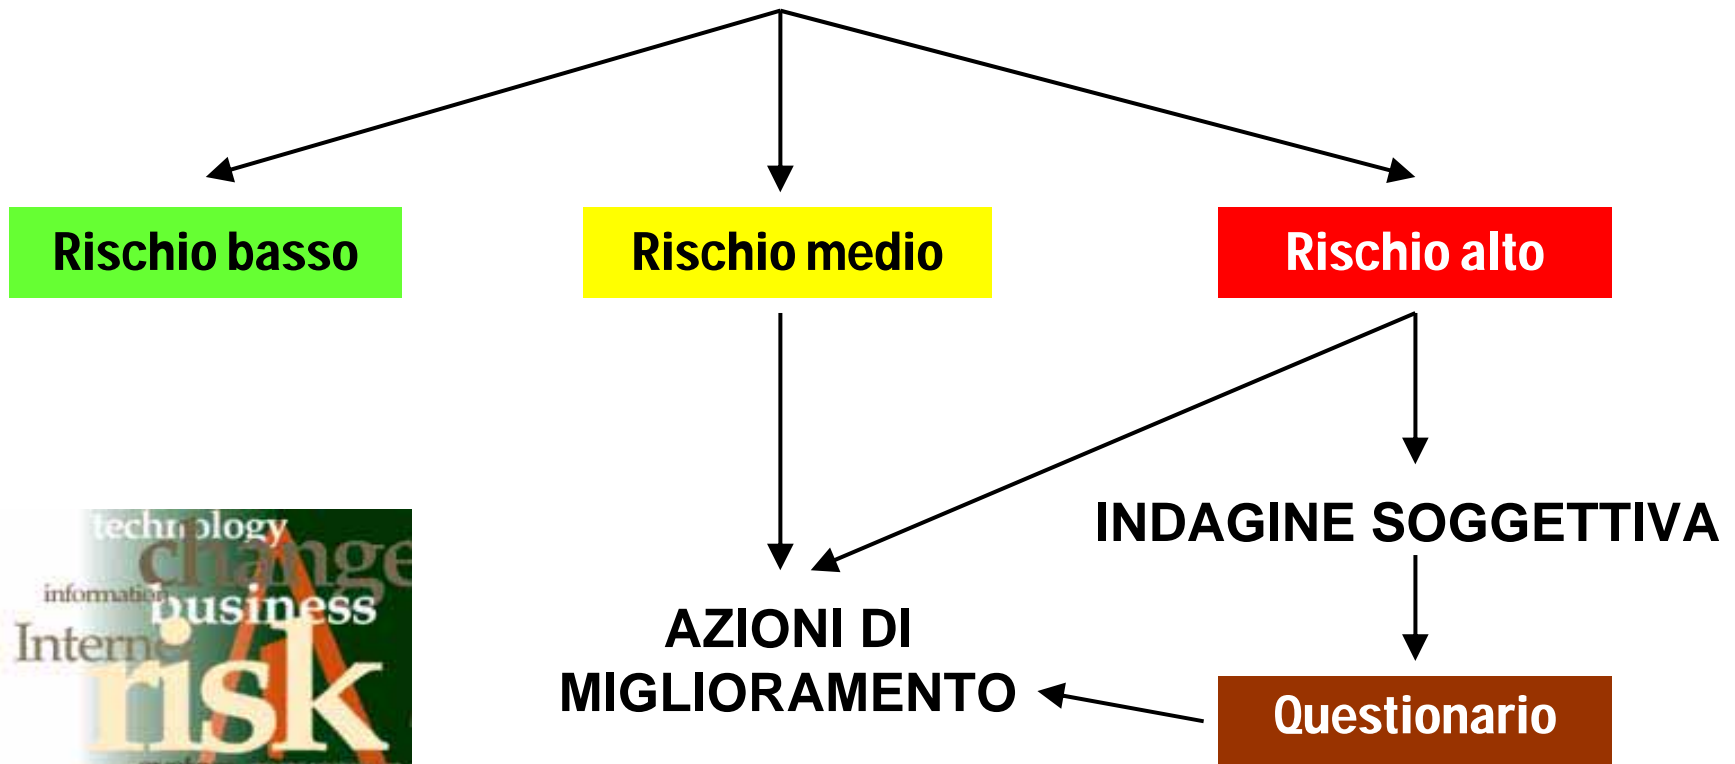 Rischio basso
Rischio medio
Rischio alto
INDAGINE SOGGETTIVA
AZIONI DI
MIGLIORAMENTO
Questionario
technology
change
information
business
risk